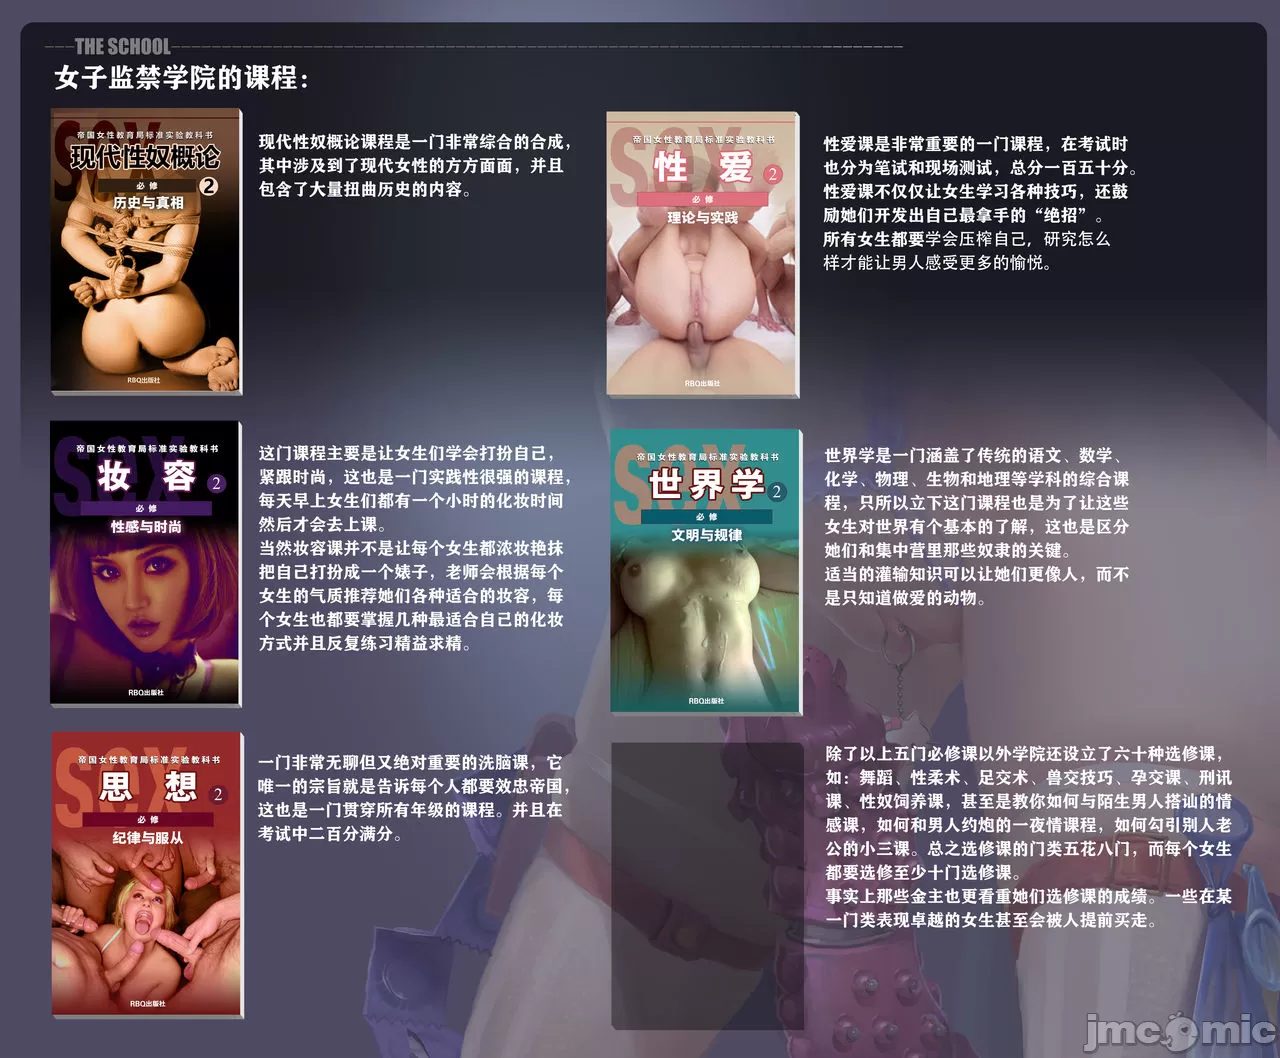 THE SCHOOL
女子监禁学院的课程：
帝国女性教育局标准实验教科书
SOX
现代性奴概论
必修
2
历史与真相
RBQ出版社
现代性奴概论课程是一门非常综合的合成，
其中涉及到了现代女性的方方面面，并且
包含了大量扭曲历史的内容。
帝国女性教育局标准实验教科书
SOX
性 爱
2
必修
理论与实践
RBQ出版社
性爱课是非常重要的一门课程，在考试时
也分为笔试和现场测试，总分一百五十分。
性爱课不仅仅让女生学习各种技巧，还鼓
励她们开发出自己最拿手的“绝招”。
所有女生都要学会压榨自己，研究怎么
样才能让男人感受更多的愉悦。
帝国女性教育局标准实验教科书
SOX
妆 容
2
必修
性感与时尚
RBQ出版社
这门课程主要是让女生们学会打扮自己，
紧跟时尚，这也是一门实践性很强的课程，
每天早上女生们都有一个小时的化妆时间
然后才会去上课。
当然妆容课并不是让每个女生都浓妆艳抹
把自己打扮成一个婊子，老师会根据每个
女生的气质推荐她们各种适合的妆容，每
个女生也都要掌握几种最适合自己的化妆
方式并且反复练习精益求精。
帝国女性教育局标准实验教科书
SOX
世界学
2
必修
文明与规律
RBQ出版社
世界学是一门涵盖了传统的语文、数学、
化学、物理、生物和地理等学科的综合课
程，只所以立下这门课程也是为了让这些
女生对世界有个基本的了解，这也是区分
她们和集中营里那些奴隶的关键。
适当的灌输知识可以让她们更像人，而不
是只知道做爱的动物。
帝国女性教育局标准实验教科书
SOX
思 想
2
必修
纪律与服从
RBQ出版社
一门非常无聊但又绝对重要的洗脑课，它
唯一的宗旨就是告诉每个人都要效忠帝国，
这也是一门贯穿所有年级的课程。并且在
考试中二百分满分。
除了以上五门必修课以外学院还设立了六十种选修课，
如：舞蹈、性柔术、足交术、兽交技巧、孕交课、刑讯
课、性奴饲养课，甚至是教你如何与陌生男人搭讪的情
感课，如何和男人约炮的一夜情课程，如何勾引别人老
公的小三课。总之选修课的门类五花八门，而每个女生
都要选修至少十门选修课。
事实上那些金主也更看重她们选修课的成绩。一些在某
一门类表现卓越的女生甚至会被人提前买走。
jmcomic